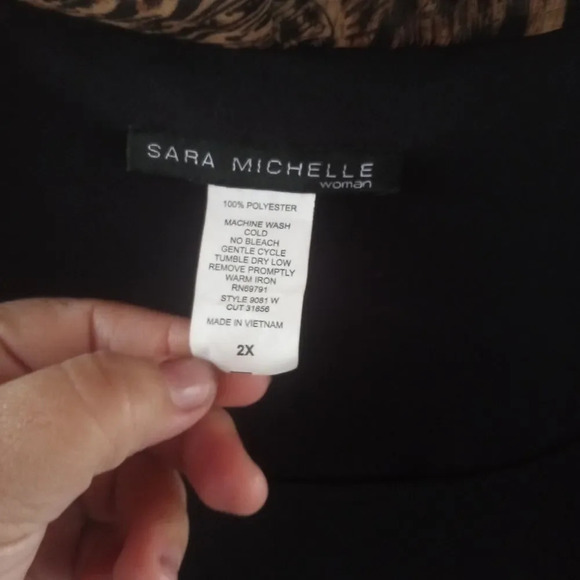 SARA MICHELLE
woman
100% POLYESTER
MACHINE WASH
COLD
NO BLEACH
GENTLE CYCLE
TUMBLE DRY LOW
REMOVE PROMPTLY
WARM IRON
RN69791
STYLE 9081 W
CUT:31856
MADE IN VIETNAM
2X